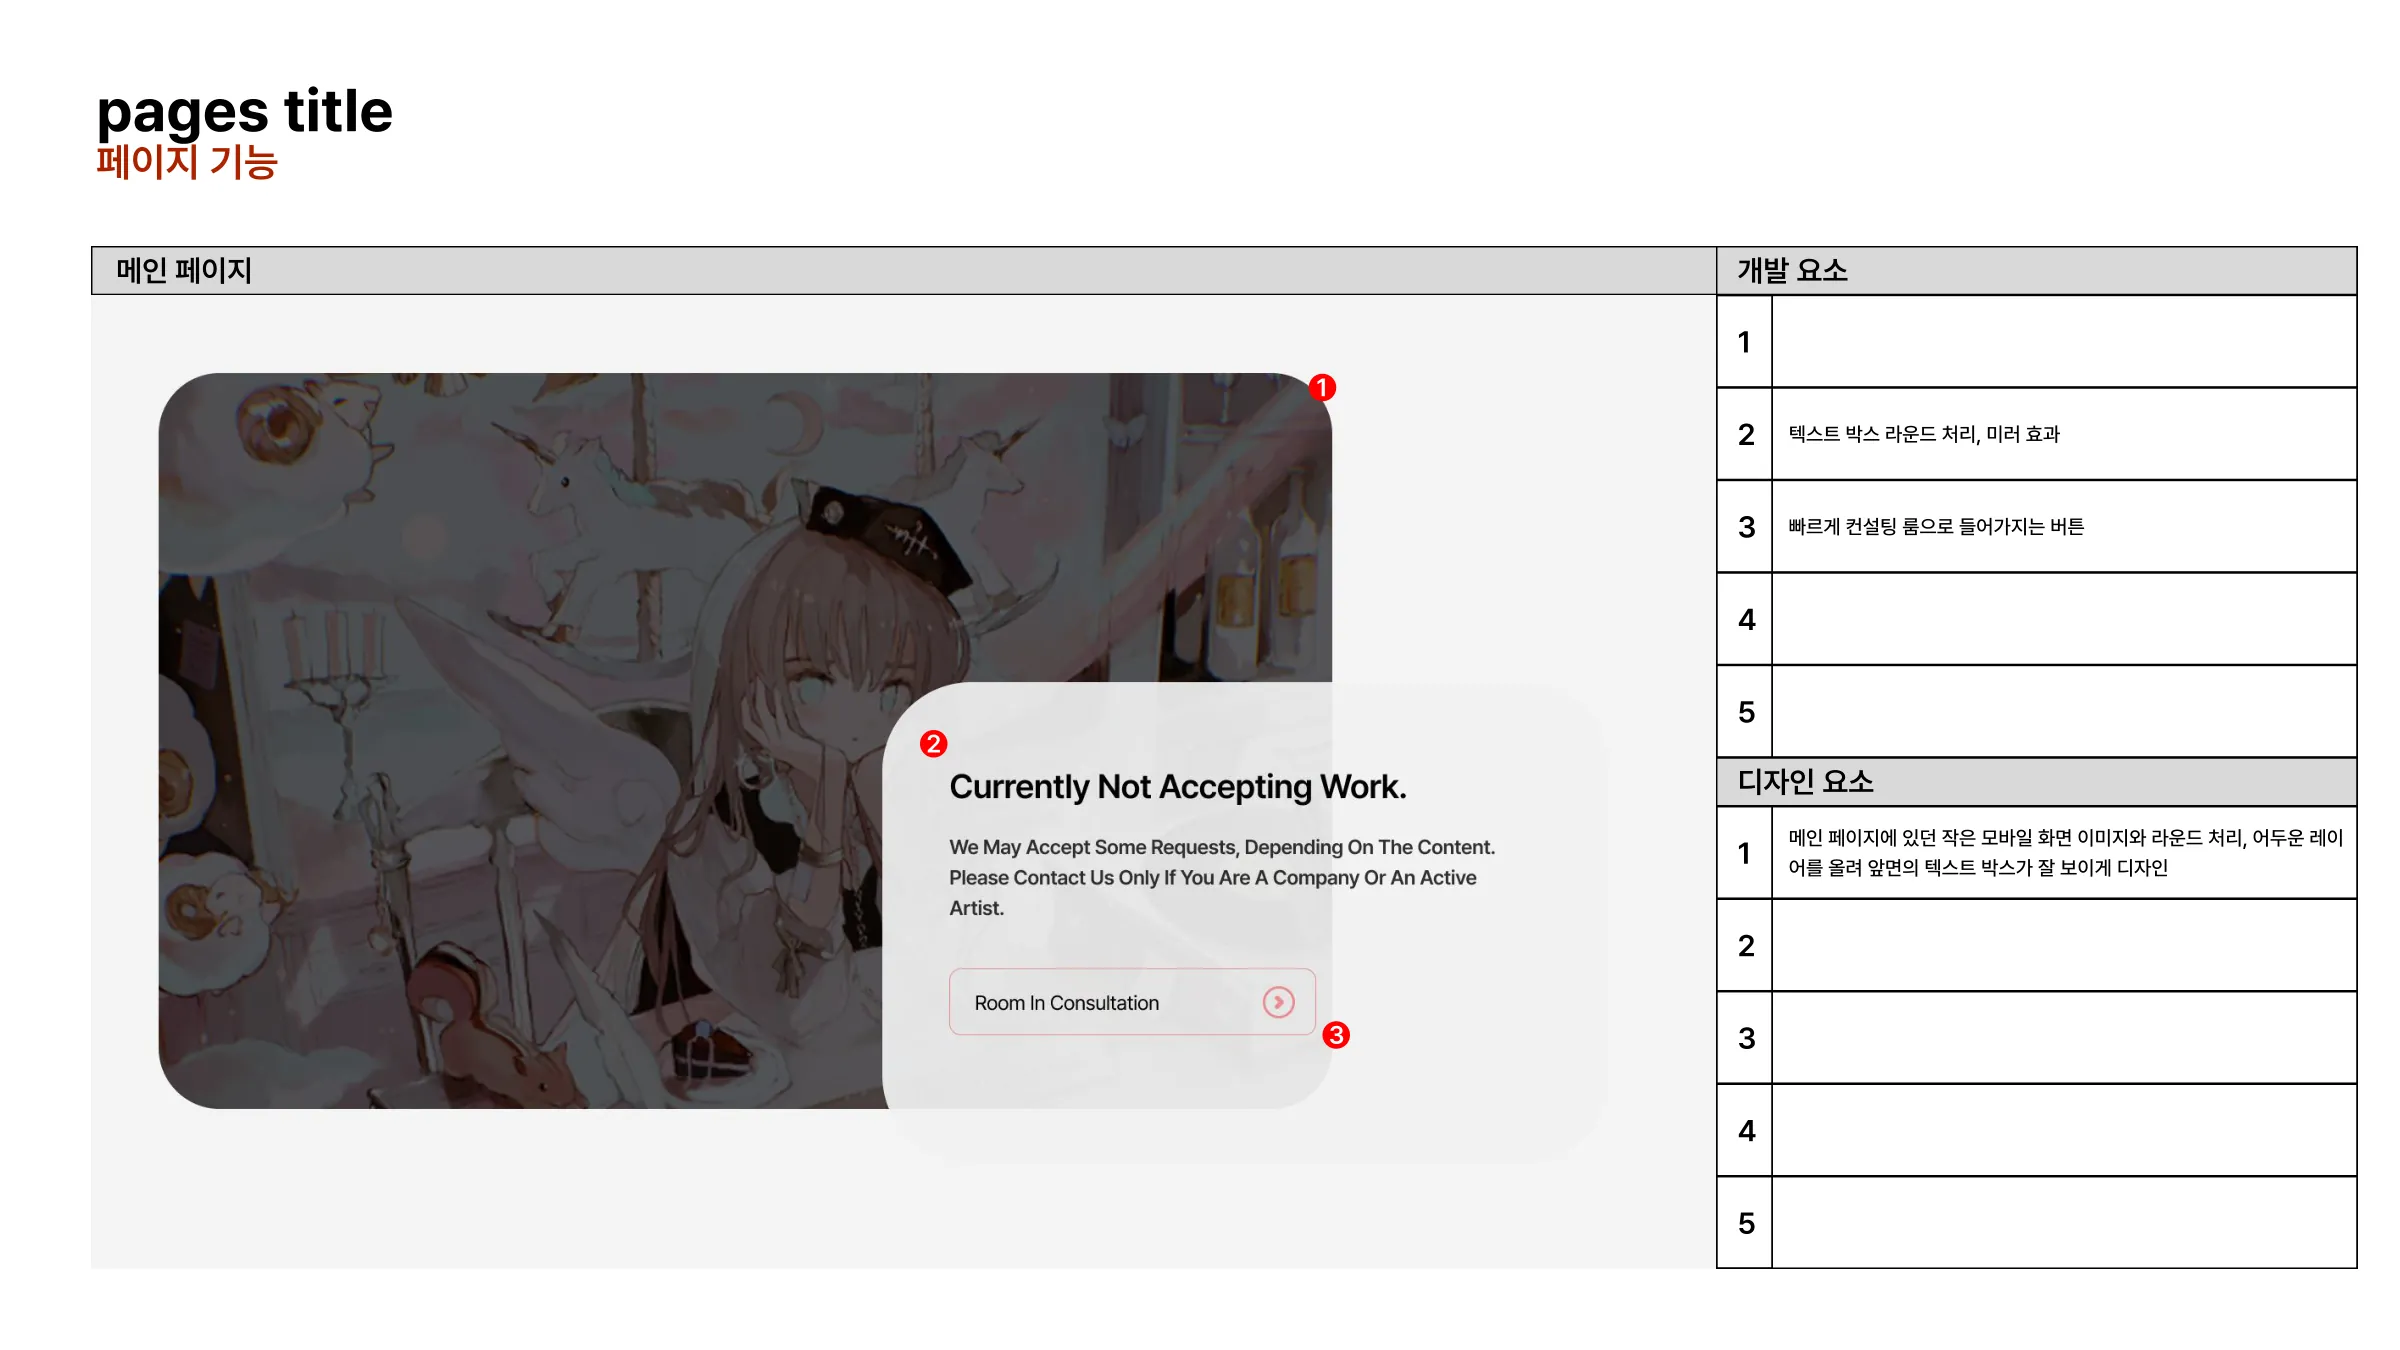 pages title
페이지 기능
메인 페이지
1
2
Currently Not Accepting Work.
We May Accept Some Requests, Depending On The Content.
Please Contact Us Only If You Are A Company Or An Active
Artist.
Room In Consultation
3
개발 요소
1
2 텍스트 박스 라운드 처리, 미러 효과
3 빠르게 컨설팅 룸으로 들어가지는 버튼
4
5
디자인 요소
1 메인 페이지에 있던 작은 모바일 화면 이미지와 라운드 처리, 어두운 레이
어를 올려 앞면의 텍스트 박스가 잘 보이게 디자인
2
3
4
5